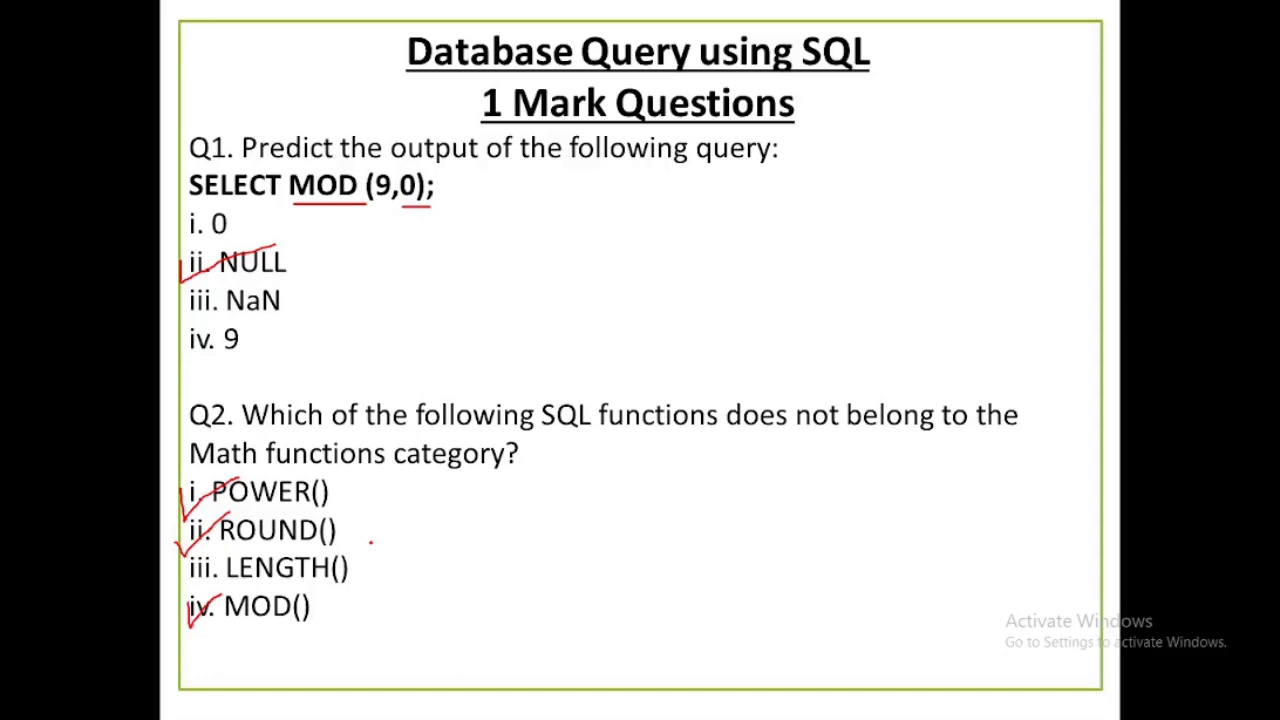 Database Query using SQL
1 Mark Questions
Q1. Predict the output of the following query:
SELECT MOD (9,0);
i. 0
ii. NULL
iii. NaN
iv. 9
Q2. Which of the following SQL functions does not belong to the
Math functions category?
i. POWER()
ii. ROUND()
iii. LENGTH()
iv. MOD()
Activate Windows
Go to Settings to activate Windows.